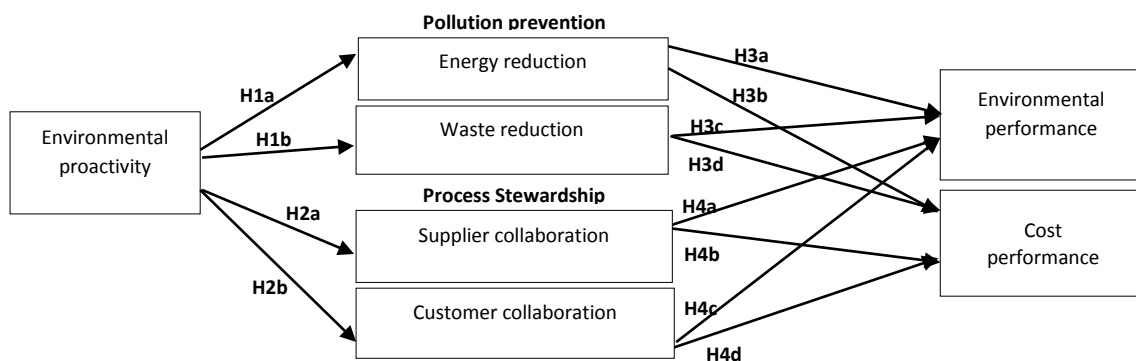 Pollution prevention
Energy reduction
H3a
H3b
H1a
Environmental
proactivity
H1b
Waste reduction
H3c
H3d
Environmental
performance
Process Stewardship
H2a
Supplier collaboration
H4a
H4b
Cost
performance
H2b
Customer collaboration
H4c
H4d